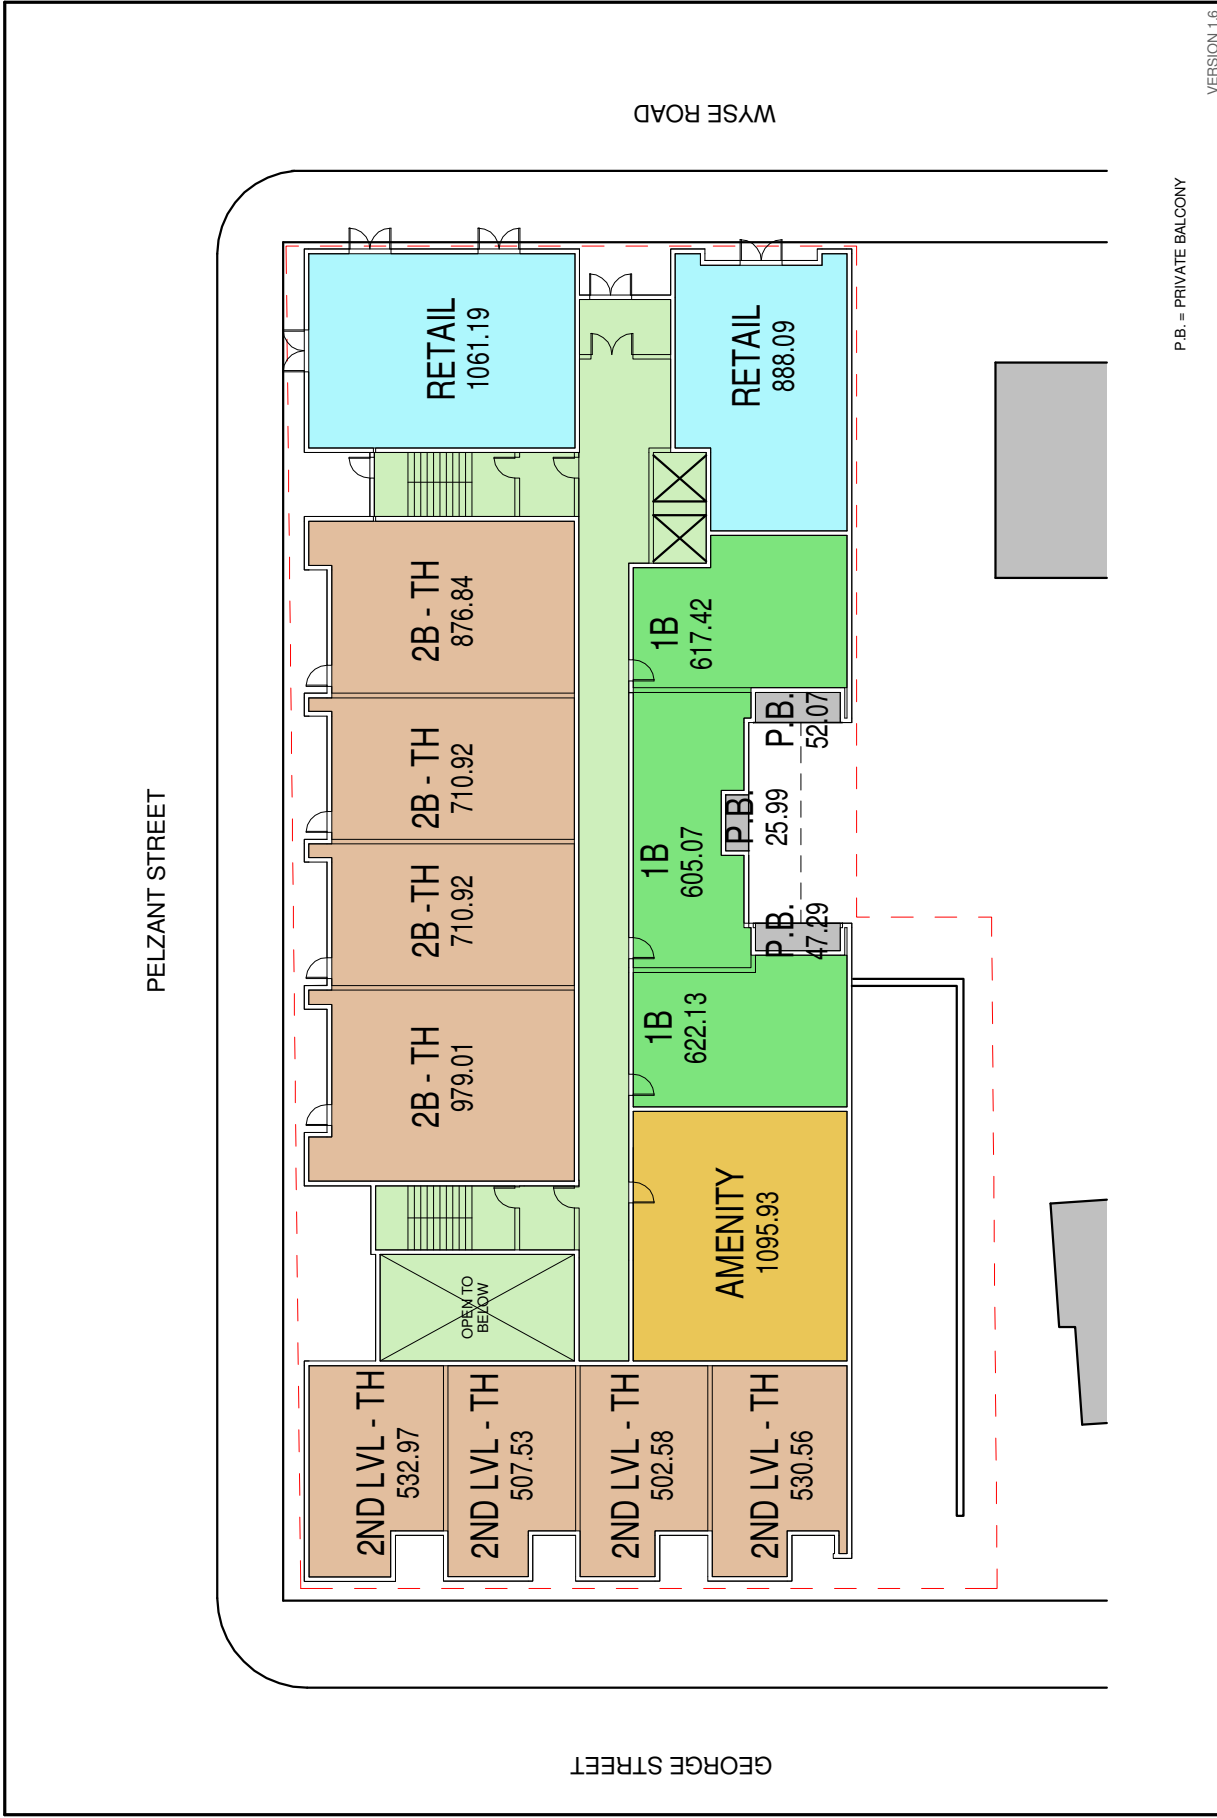 VERSION 1.6
WYSE ROAD
P.B. = PRIVATE BALCONY
PELZANT STREET
GEORGE STREET
RETAIL
1061.19
RETAIL
888.09
2B - TH
876.84
2B - TH
710.92
2B -TH
710.92
2B - TH
979.01
1B
617.42
1B
605.07
1B
622.13
P.B.
52.07
P.B.
25.99
P.B.
47.29
AMENITY
1095.93
OPEN TO
BELOW
2ND LVL - TH
532.97
2ND LVL - TH
507.53
2ND LVL - TH
502.58
2ND LVL - TH
530.56